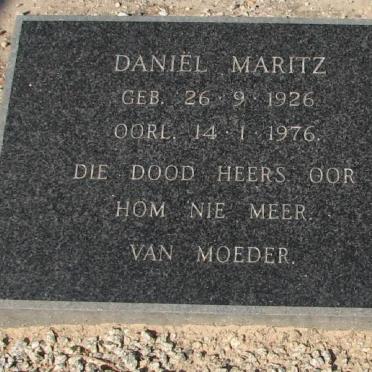 DANIËL MARITZ
GEB. 26·9·1926
OORL. 14·1·1976.
DIE DOOD HEERS OOR
HOM NIE MEER.
VAN MOEDER.